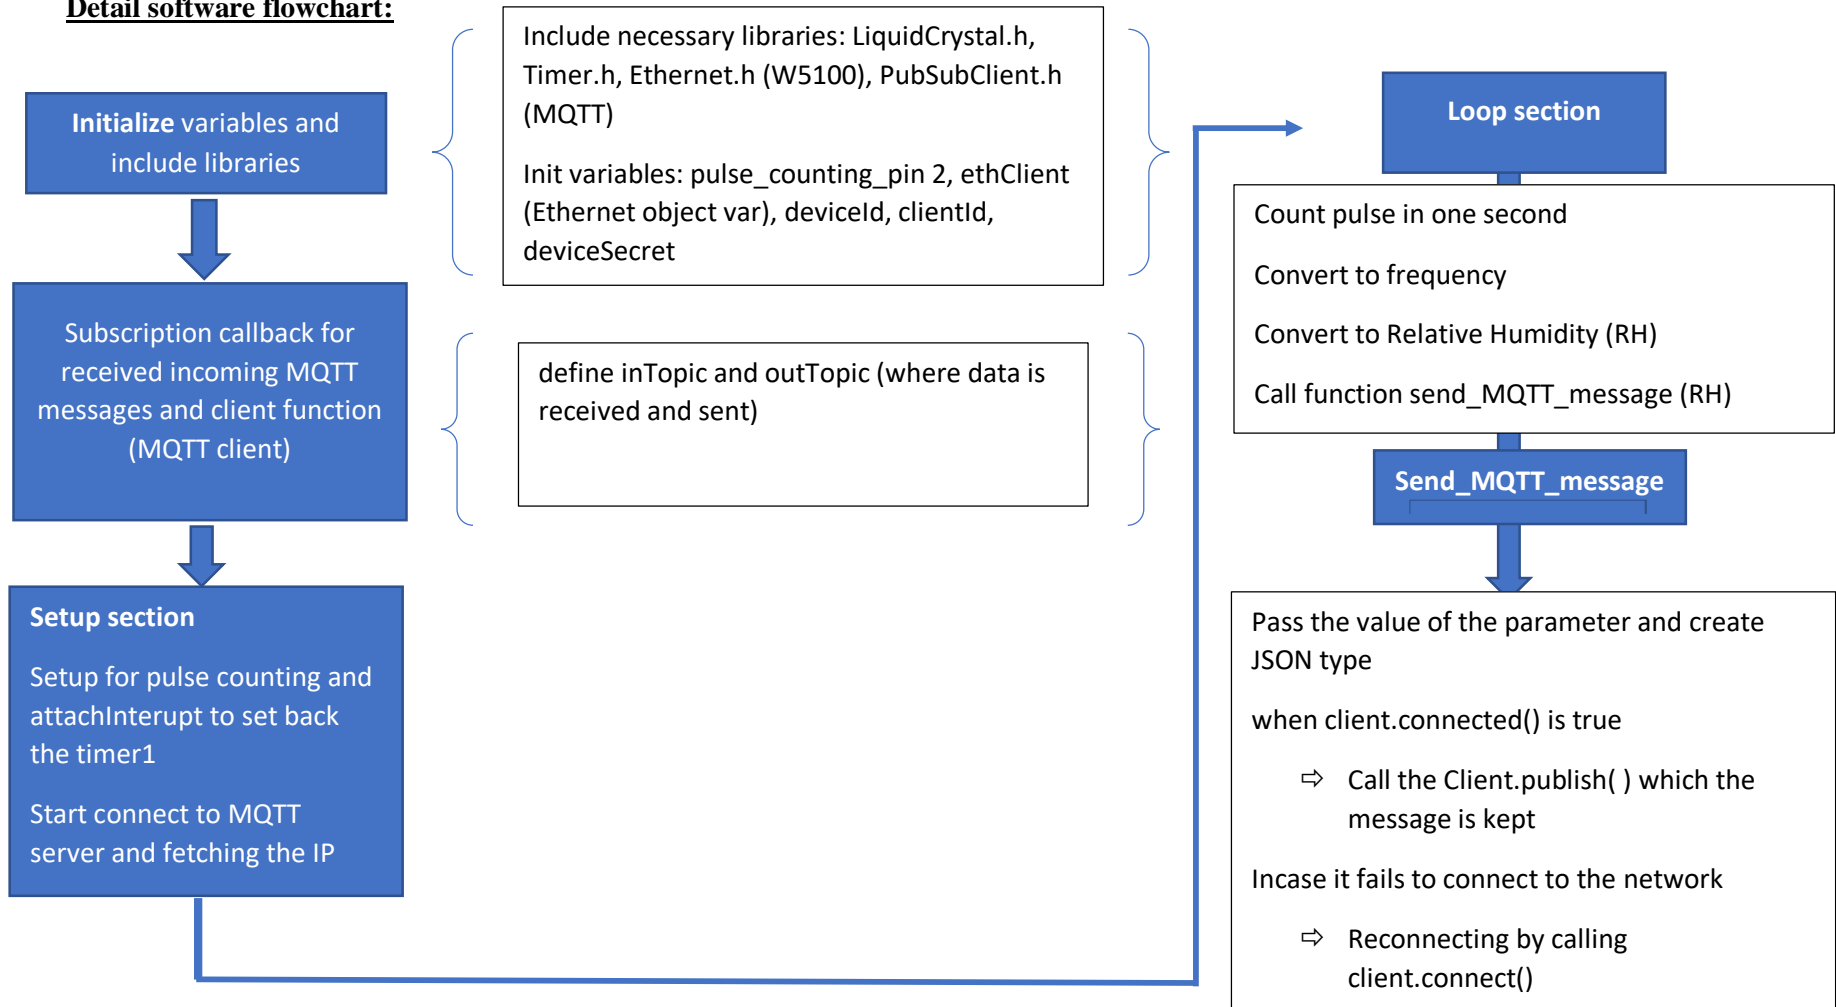 Detail software flowchart:
Initialize variables and
include libraries
Include necessary libraries: LiquidCrystal.h,
Timer.h, Ethernet.h (W5100), PubSubClient.h
(MQTT)
Init variables: pulse_counting_pin 2, ethClient
(Ethernet object var), deviceId, clientId,
deviceSecret
Subscription callback for
received incoming MQTT
messages and client function
(MQTT client)
define inTopic and outTopic (where data is
received and sent)
Setup section
Setup for pulse counting and
attachInterupt to set back
the timer1
Start connect to MQTT
server and fetching the IP
Loop section
Count pulse in one second
Convert to frequency
Convert to Relative Humidity (RH)
Call function send_MQTT_message (RH)
Send_MQTT_message
Pass the value of the parameter and create
JSON type
when client.connected() is true
⇨ Call the Client.publish( ) which the
message is kept
Incase it fails to connect to the network
⇨ Reconnecting by calling
client.connect()